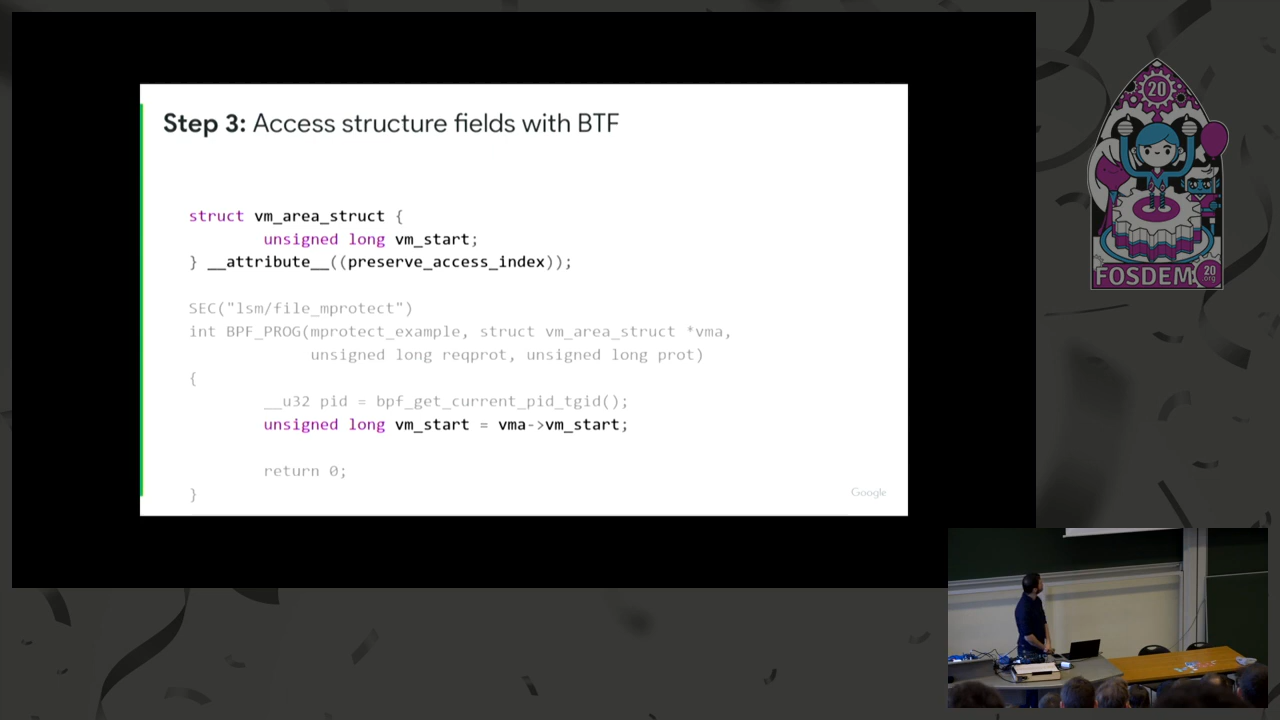 Step 3: Access structure fields with BTF
struct vm_area_struct {
unsigned long vm_start;
} __attribute__((preserve_access_index));
SEC("lsm/file_mprotect")
int BPF_PROG(mprotect_example, struct vm_area_struct *vma,
unsigned long reqprot, unsigned long prot)
{
__u32 pid = bpf_get_current_pid_tgid();
unsigned long vm_start = vma->vm_start;
return 0;
}
Google
20
FOSDEM
20
.org